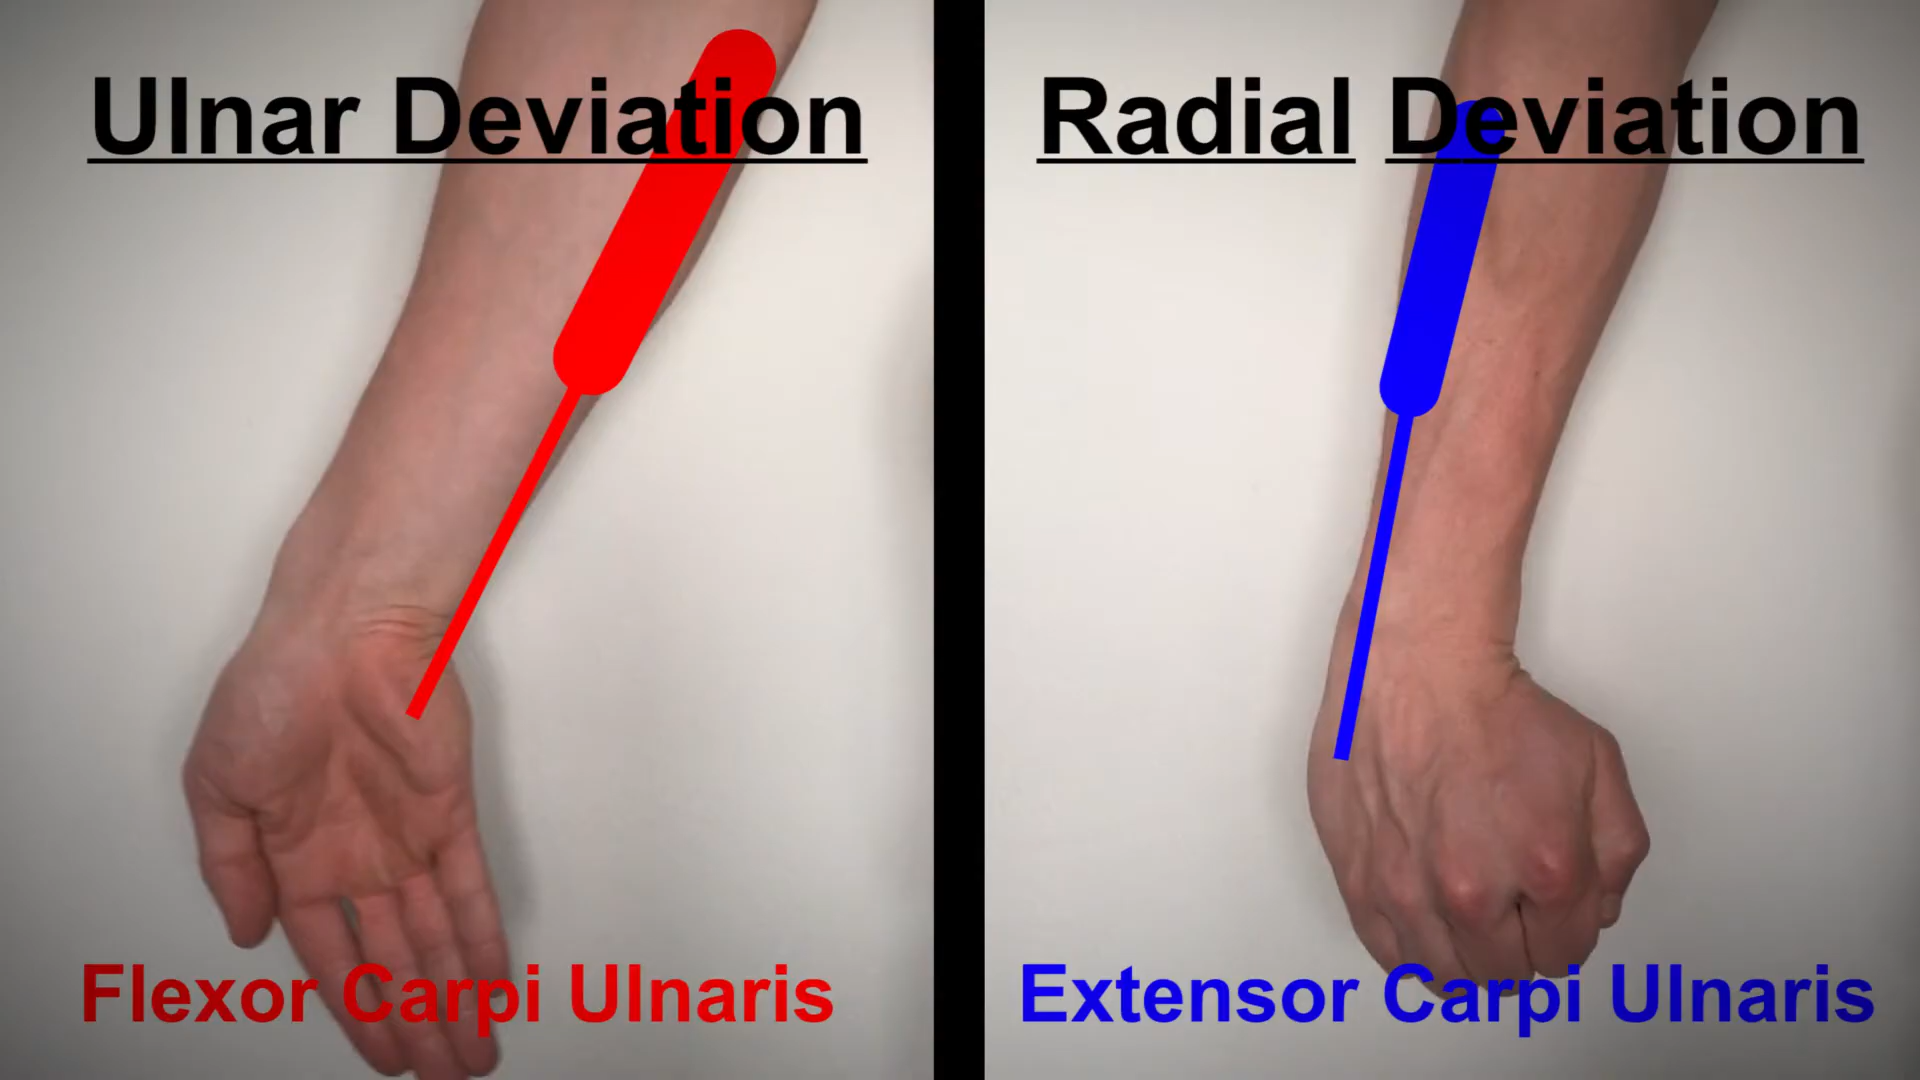 Ulnar Deviation
Radial Deviation
Flexor Carpi Ulnaris
Extensor Carpi Ulnaris